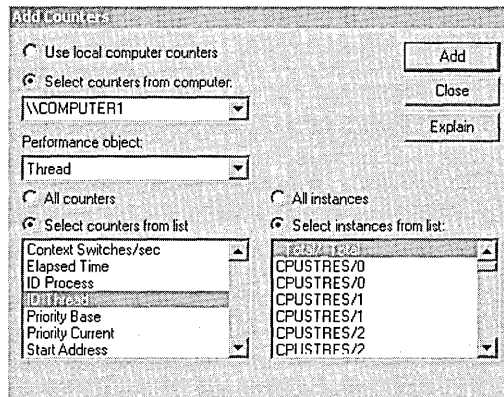 Add Counters
Use local computer counters
Select counters from computer:
\\COMPUTER1
Performance object:
Thread
All counters
Select counters from list
Context Switches/sec
Elapsed Time
ID Process
ID Thread
Priority Base
Priority Current
Start Address
All instances
Select instances from list:
_Total/_Total
CPUSTRES/0
CPUSTRES/0
CPUSTRES/1
CPUSTRES/1
CPUSTRES/2
CPUSTRES/2
Add
Close
Explain